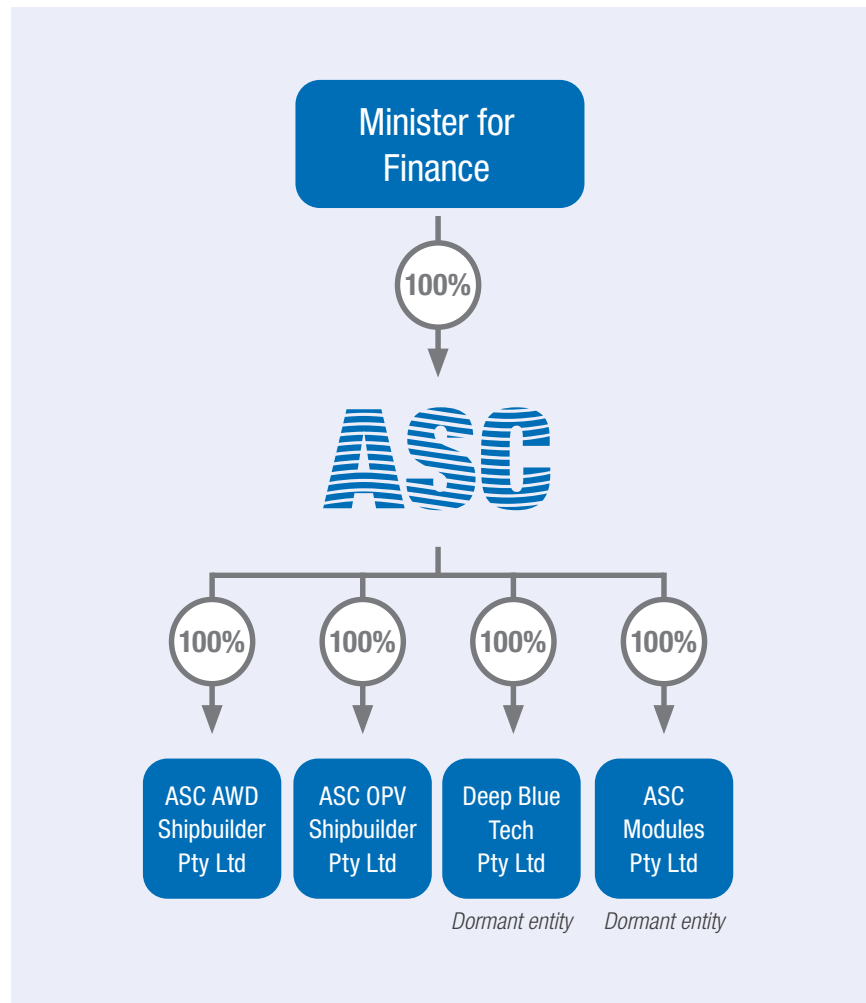 Minister for
Finance
100%
ASC
100%
100%
100%
100%
ASC AWD
Shipbuilder
Pty Ltd
ASC OPV
Shipbuilder
Pty Ltd
Deep Blue
Tech
Pty Ltd
ASC
Modules
Pty Ltd
Dormant entity
Dormant entity